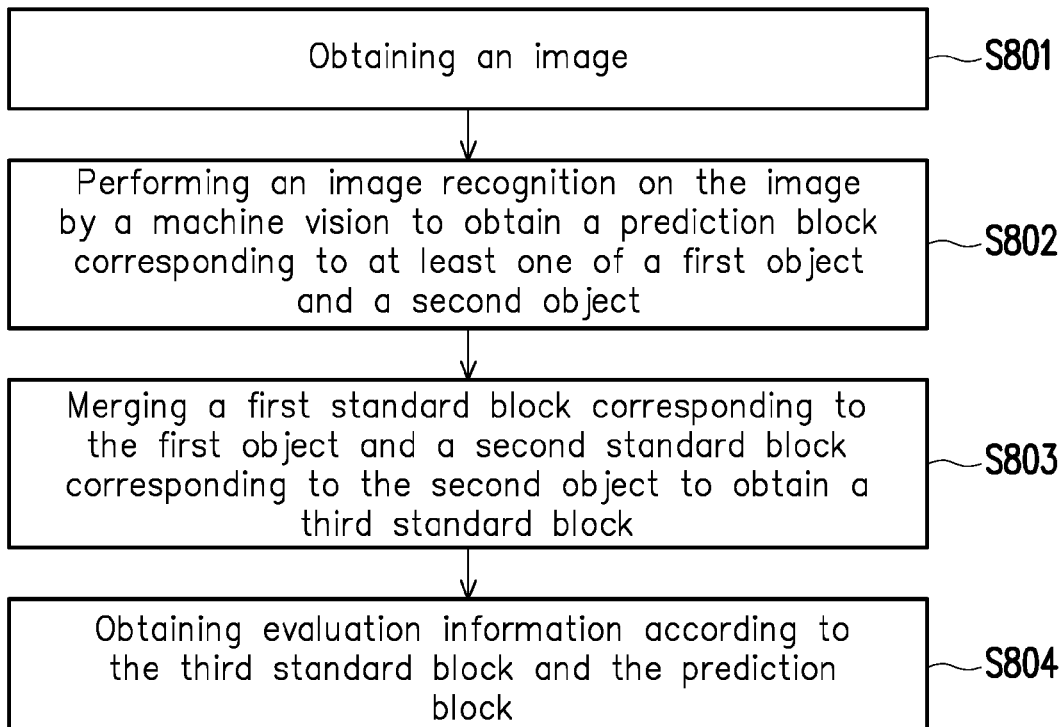 Obtaining an image
S801
Performing an image recognition on the image
by a machine vision to obtain a prediction block
corresponding to at least one of a first object
and a second object
S802
Merging a first standard block corresponding to
the first object and a second standard block
corresponding to the second object to obtain a
third standard block
S803
Obtaining evaluation information according to
the third standard block and the prediction
block
S804